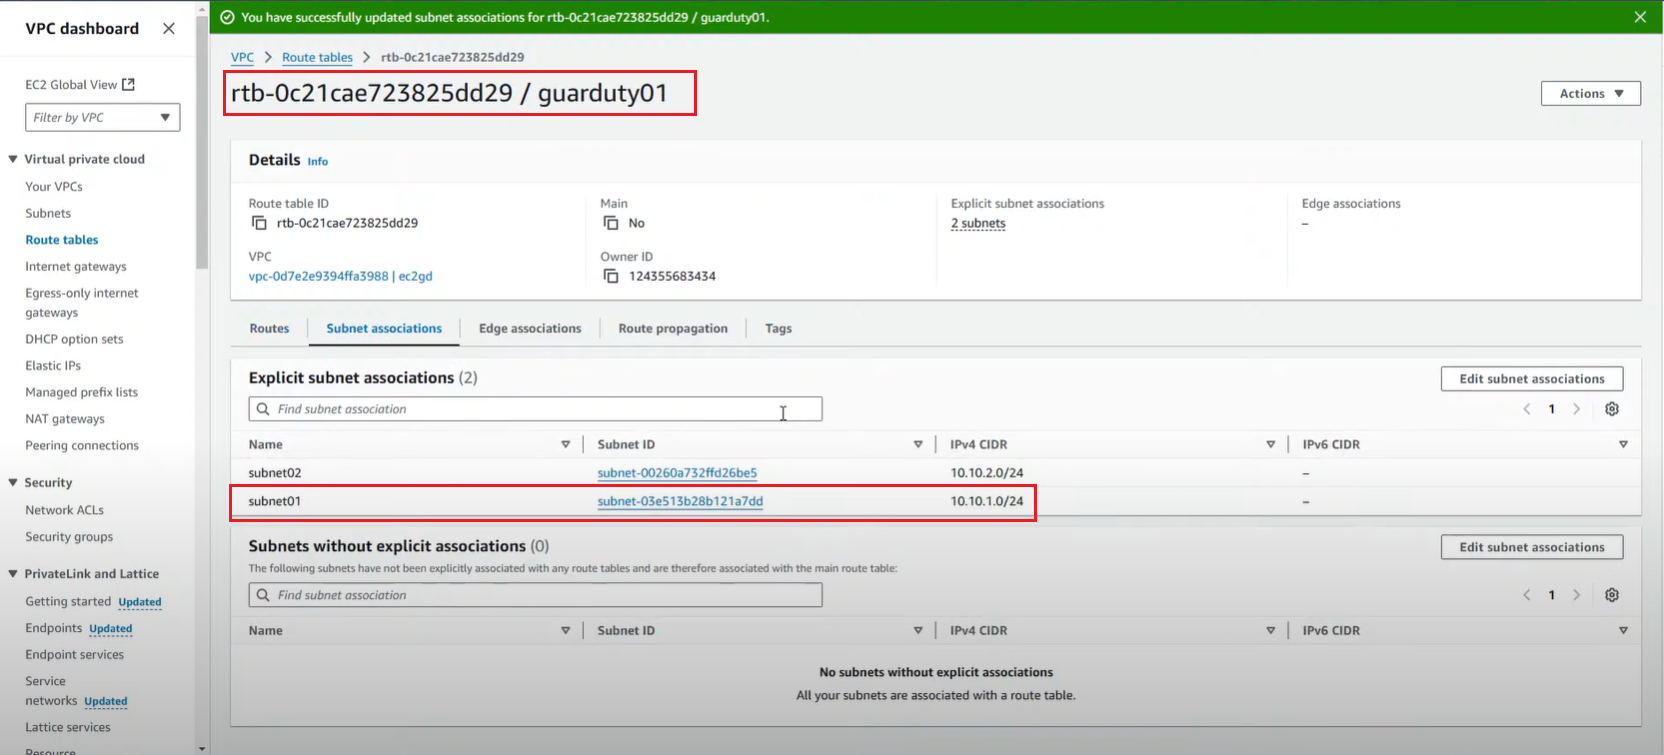 You have successfully updated subnet associations for rtb-0c21cae723825dd29 / guarduty01.
VPC dashboard
EC2 Global View
Filter by VPC
Virtual private cloud
Your VPCs
Subnets
Route tables
Internet gateways
Egress-only internet
gateways
DHCP option sets
Elastic IPs
Managed prefix lists
NAT gateways
Peering connections
Security
Network ACLs
Security groups
PrivateLink and Lattice
Getting started Updated
Endpoints Updated
Endpoint services
Service
networks Updated
Lattice services
Resource
VPC > Route tables > rtb-0c21cae723825dd29
rtb-0c21cae723825dd29 / guarduty01
Actions
Details Info
Route table ID
rtb-0c21cae723825dd29
Main
No
Explicit subnet associations
2 subnets
Edge associations
–
VPC
vpc-0d7e2e9394ffa3988 | ec2gd
Owner ID
124355683434
Routes Subnet associations Edge associations Route propagation Tags
Explicit subnet associations (2)
Edit subnet associations
Find subnet association
1
Name Subnet ID IPv4 CIDR IPv6 CIDR
subnet02 subnet-00260a732ffd26be5 10.10.2.0/24 –
subnet01 subnet-03e513b28b121a7dd 10.10.1.0/24 –
Subnets without explicit associations (0)
Edit subnet associations
The following subnets have not been explicitly associated with any route tables and are therefore associated with the main route table:
Find subnet association
1
Name Subnet ID IPv4 CIDR IPv6 CIDR
No subnets without explicit associations
All your subnets are associated with a route table.